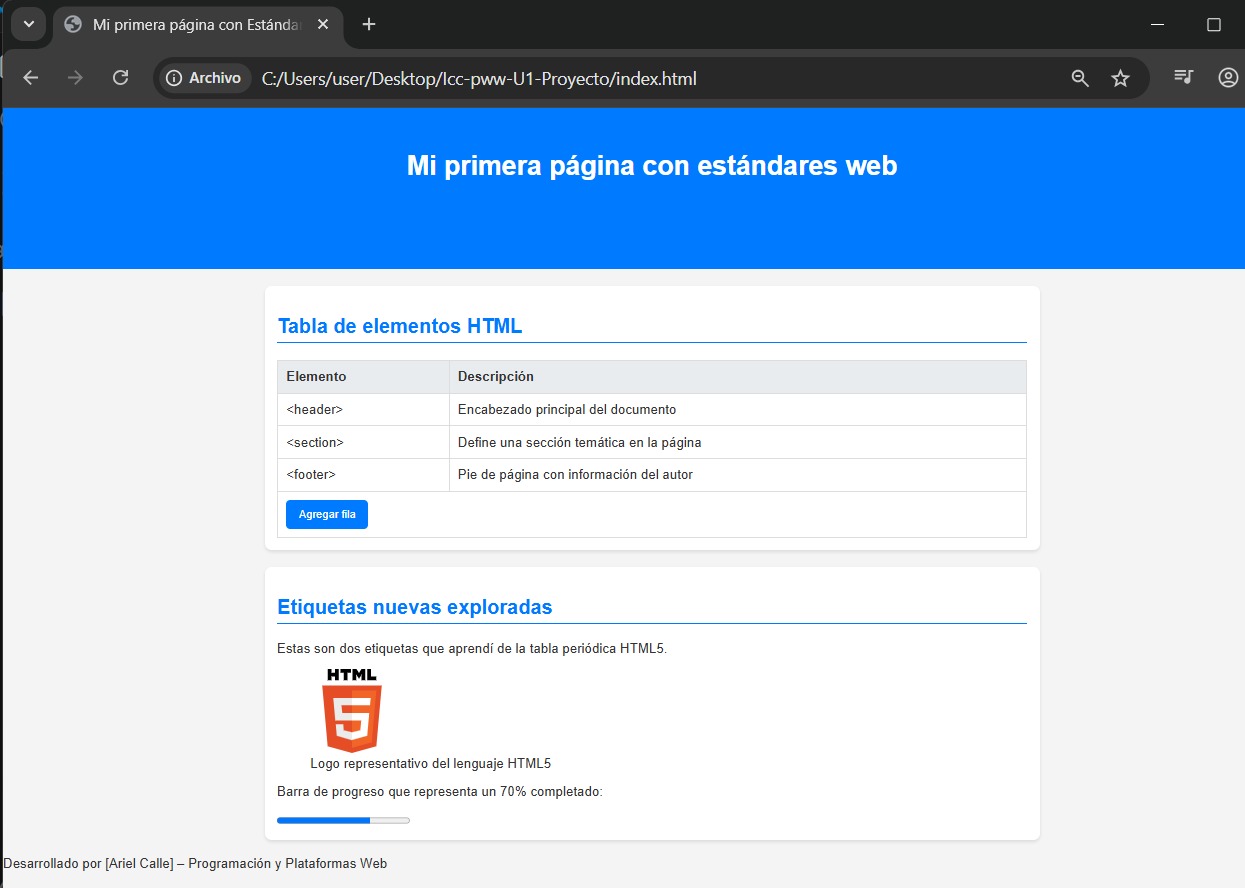 Mi primera página con Estánda
Archivo C:/Users/user/Desktop/Icc-pww-U1-Proyecto/index.html
Mi primera página con estándares web
Tabla de elementos HTML
Elemento Descripción
<header> Encabezado principal del documento
<section> Define una sección temática en la página
<footer> Pie de página con información del autor
Agregar fila
Etiquetas nuevas exploradas
Estas son dos etiquetas que aprendí de la tabla periódica HTML5.
HTML
5
Logo representativo del lenguaje HTML5
Barra de progreso que representa un 70% completado:
Desarrollado por [Ariel Calle] – Programación y Plataformas Web